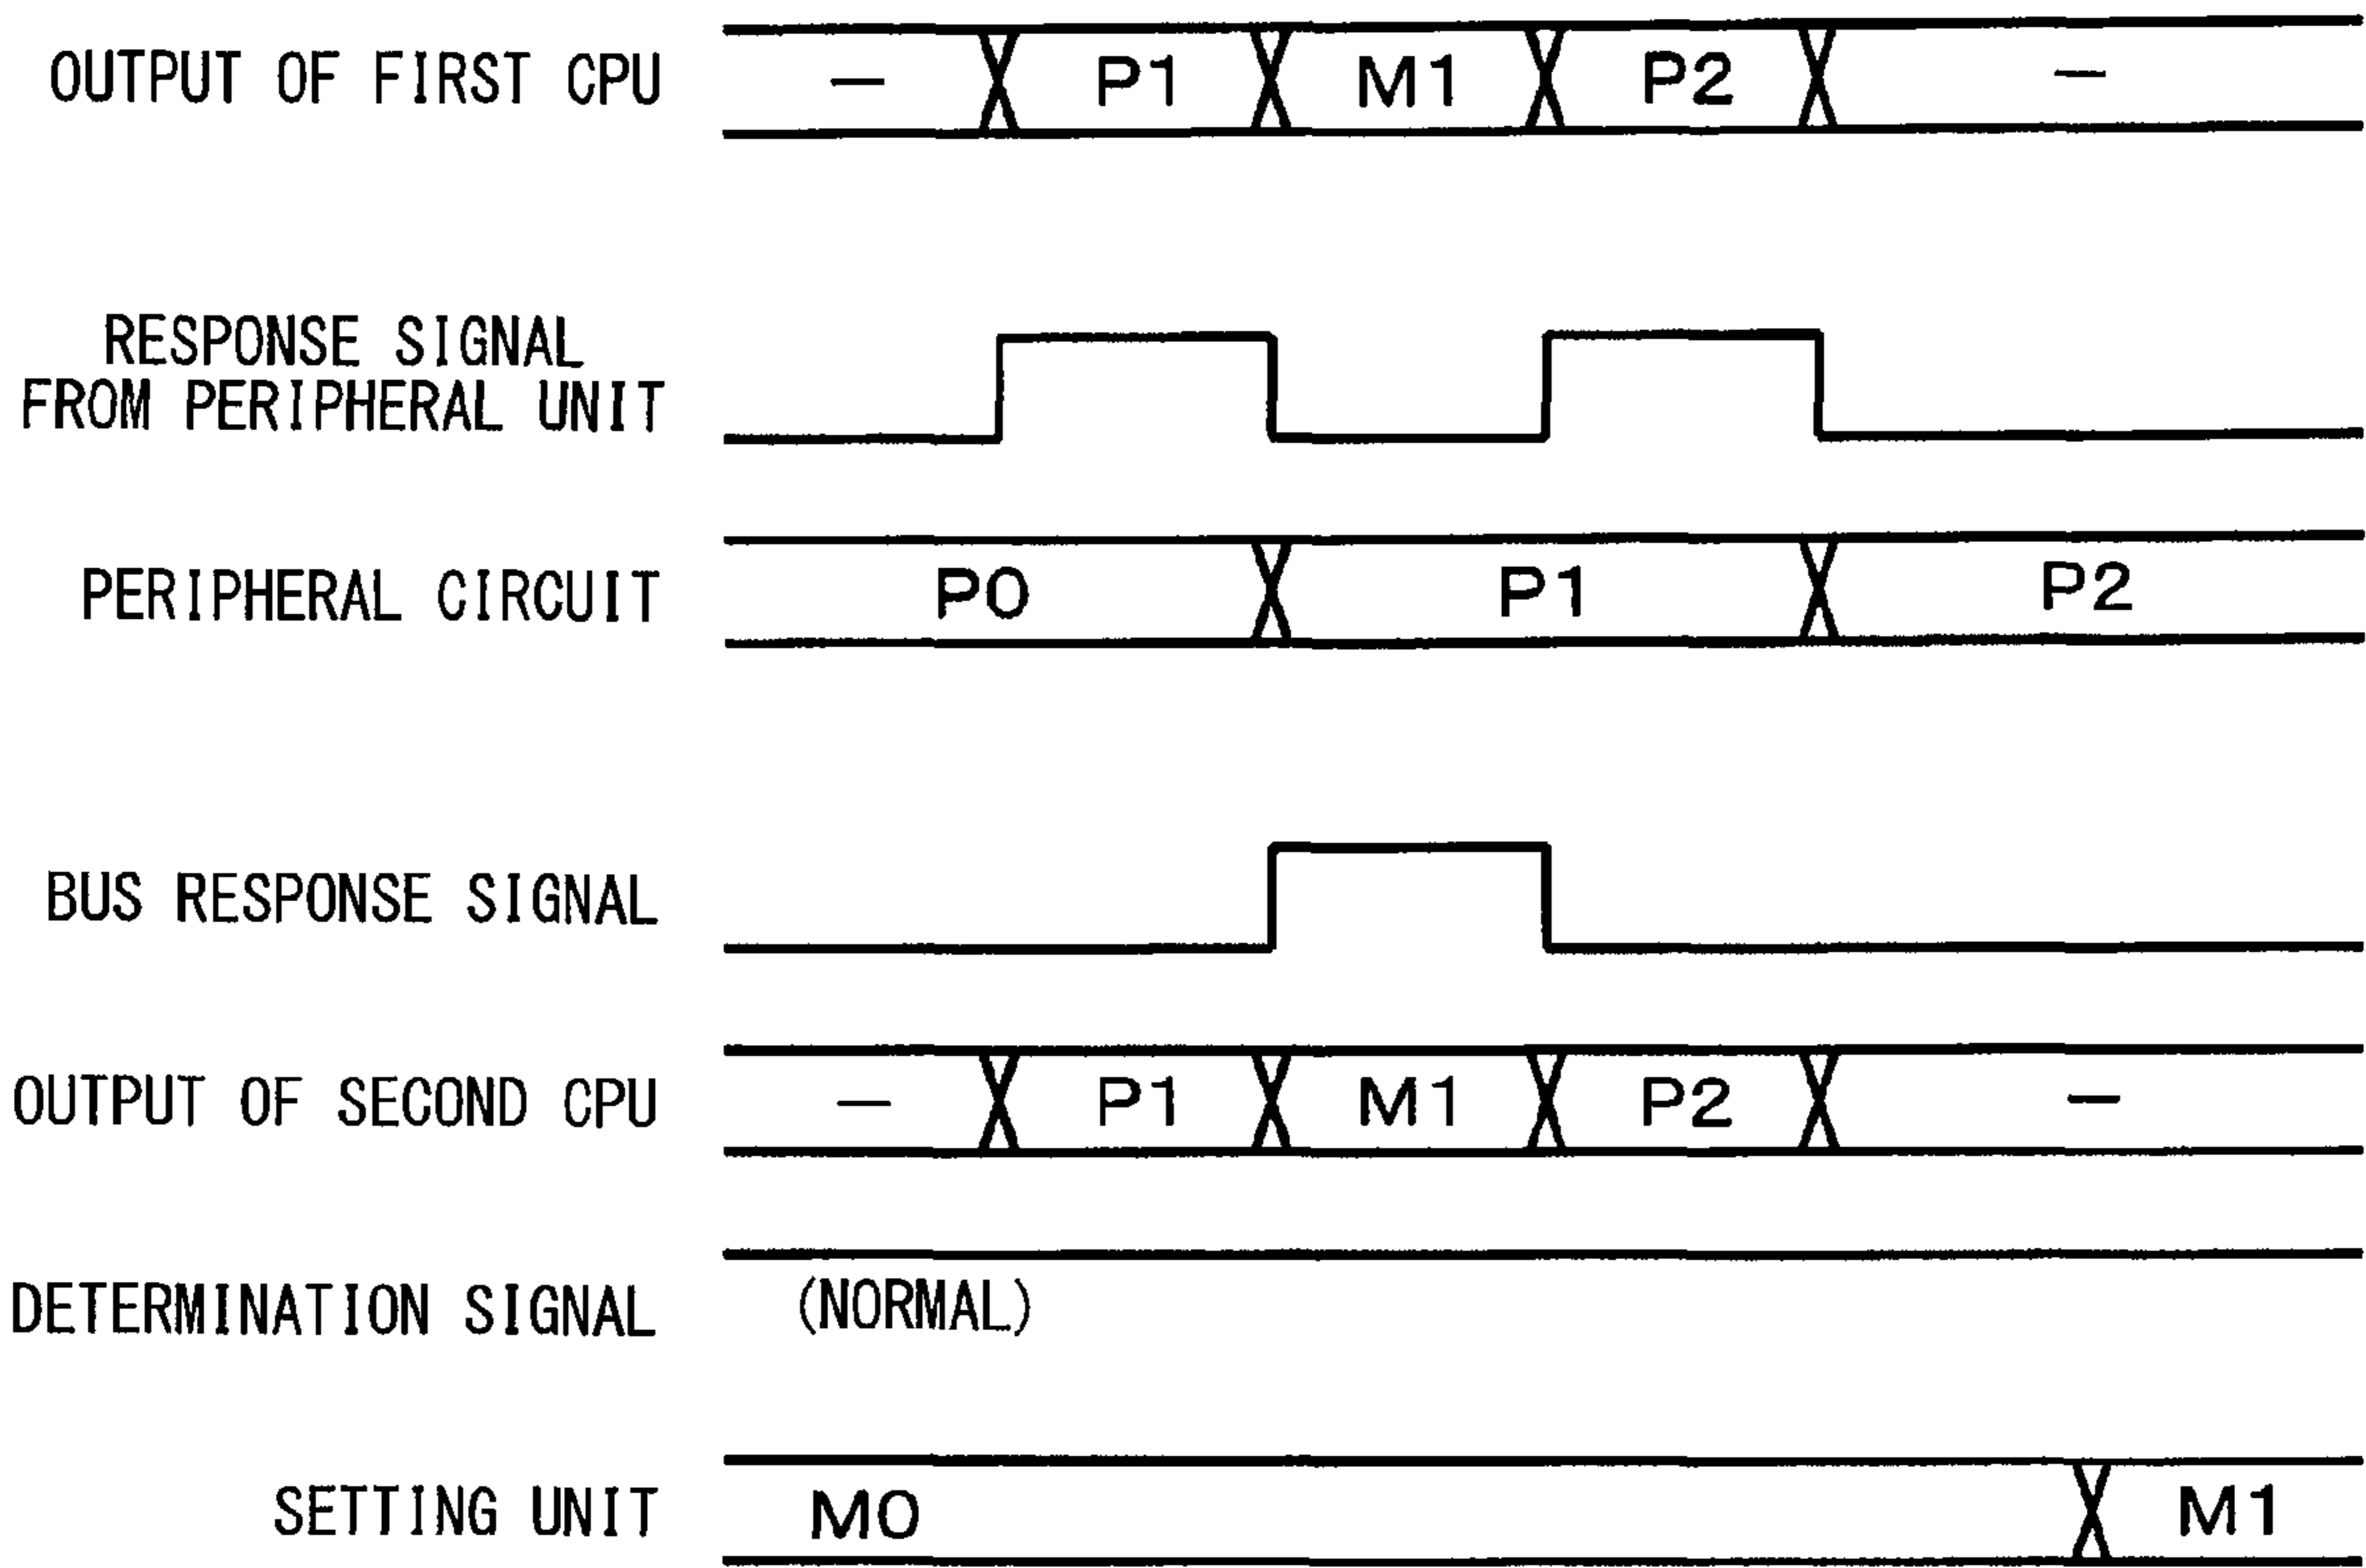 OUTPUT OF FIRST CPU — P1 M1 P2 —
RESPONSE SIGNAL
FROM PERIPHERAL UNIT
PERIPHERAL CIRCUIT P0 P1 P2
BUS RESPONSE SIGNAL
OUTPUT OF SECOND CPU — P1 M1 P2 —
DETERMINATION SIGNAL (NORMAL)
SETTING UNIT M0 M1